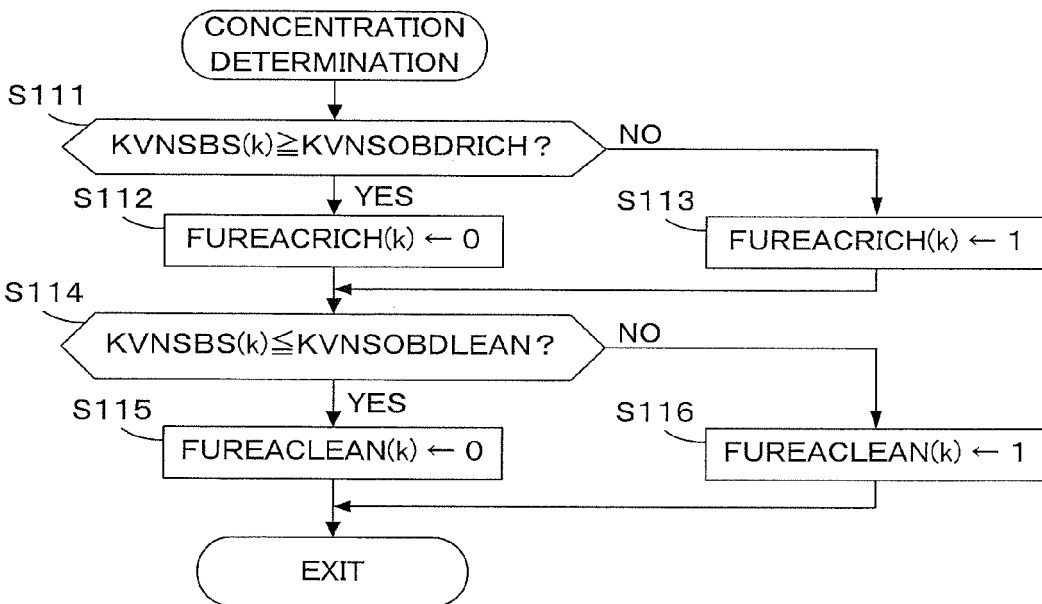 CONCENTRATION
DETERMINATION
S111
KVNSBS(k)≧KVNSOBDRICH?
NO
YES
S112
FUREACRICH(k) ← 0
S113
FUREACRICH(k) ← 1
S114
KVNSBS(k)≦KVNSOBDLEAN?
NO
YES
S115
FUREACLEAN(k) ← 0
S116
FUREACLEAN(k) ← 1
EXIT